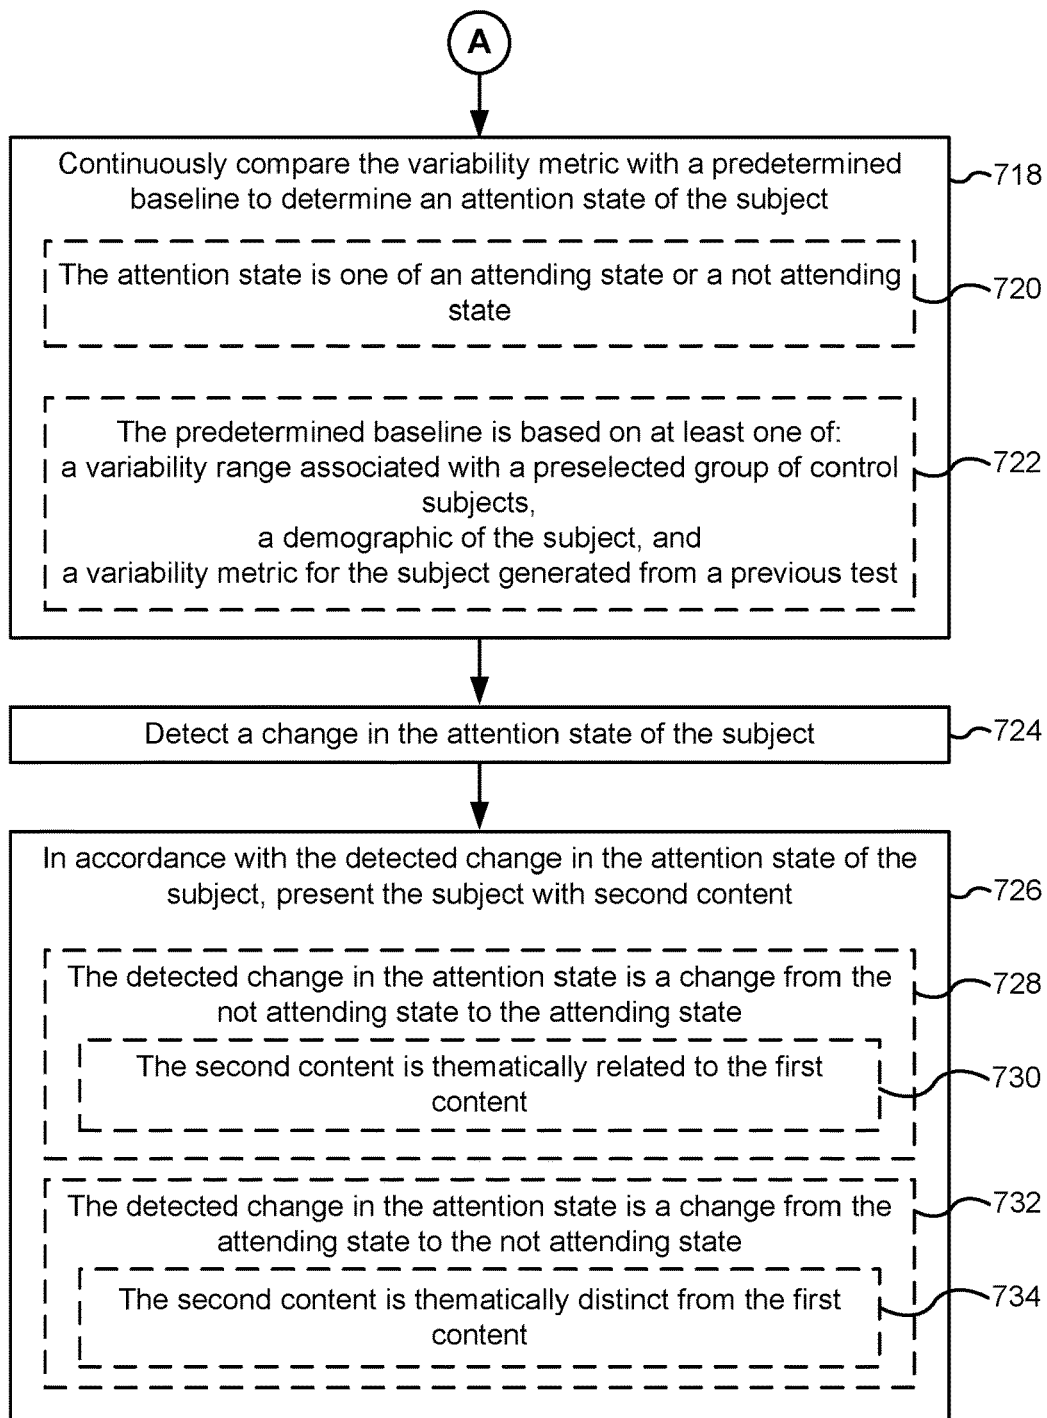 A
Continuously compare the variability metric with a predetermined
baseline to determine an attention state of the subject
718
The attention state is one of an attending state or a not attending
state
720
The predetermined baseline is based on at least one of:
a variability range associated with a preselected group of control
subjects,
a demographic of the subject, and
a variability metric for the subject generated from a previous test
722
Detect a change in the attention state of the subject
724
In accordance with the detected change in the attention state of the
subject, present the subject with second content
726
The detected change in the attention state is a change from the
not attending state to the attending state
728
The second content is thematically related to the first
content
730
The detected change in the attention state is a change from the
attending state to the not attending state
732
The second content is thematically distinct from the first
content
734